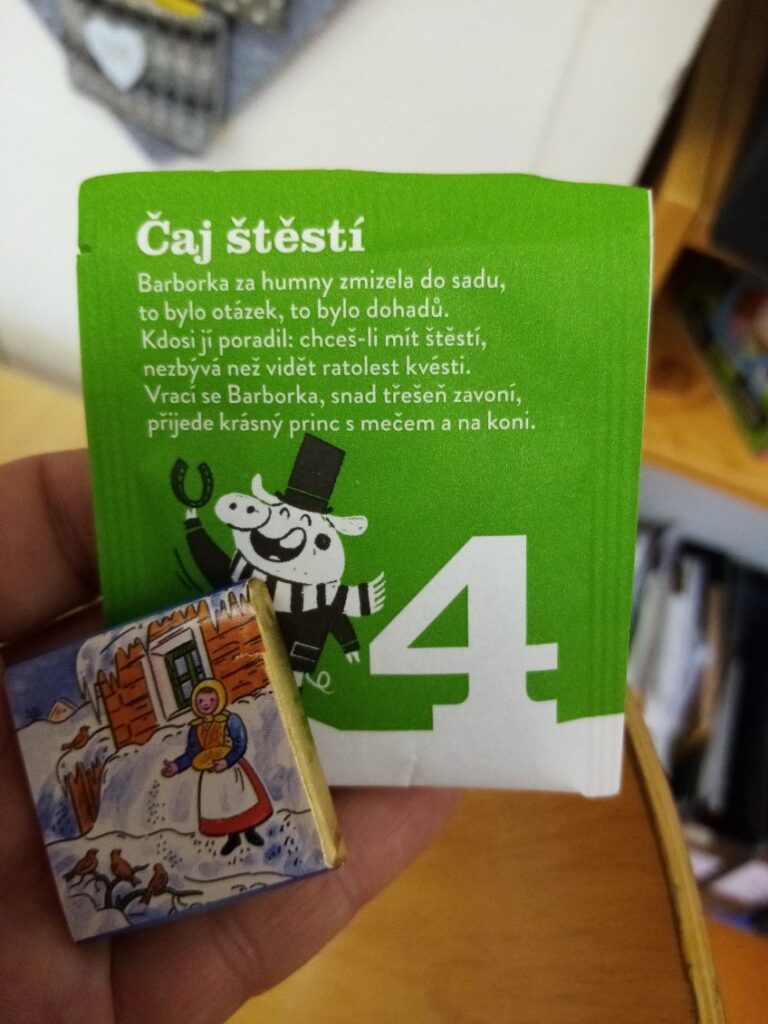 Čaj štěstí
Barborka za humny zmizela do sadu,
to bylo otázek, to bylo dohadů.
Kdosi jí poradil: chceš-li mít štěstí,
nezbývá než vidět ratolest kvésti.
Vrací se Barborka, snad třešeň zavoní,
přijede krásný princ s mečem a na koni.
4